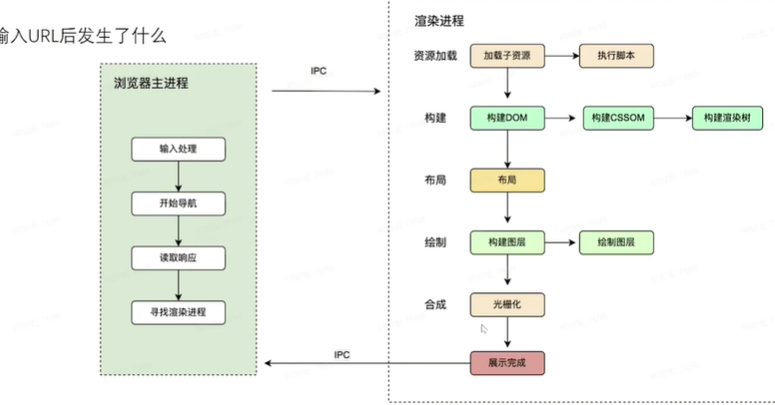 输入URL后发生了什么
浏览器主进程
输入处理
开始导航
读取响应
寻找渲染进程
IPC
IPC
渲染进程
资源加载 加载子资源 执行脚本
构建 构建DOM 构建CSSOM 构建渲染树
布局 布局
绘制 构建图层 绘制图层
合成 光栅化
展示完成